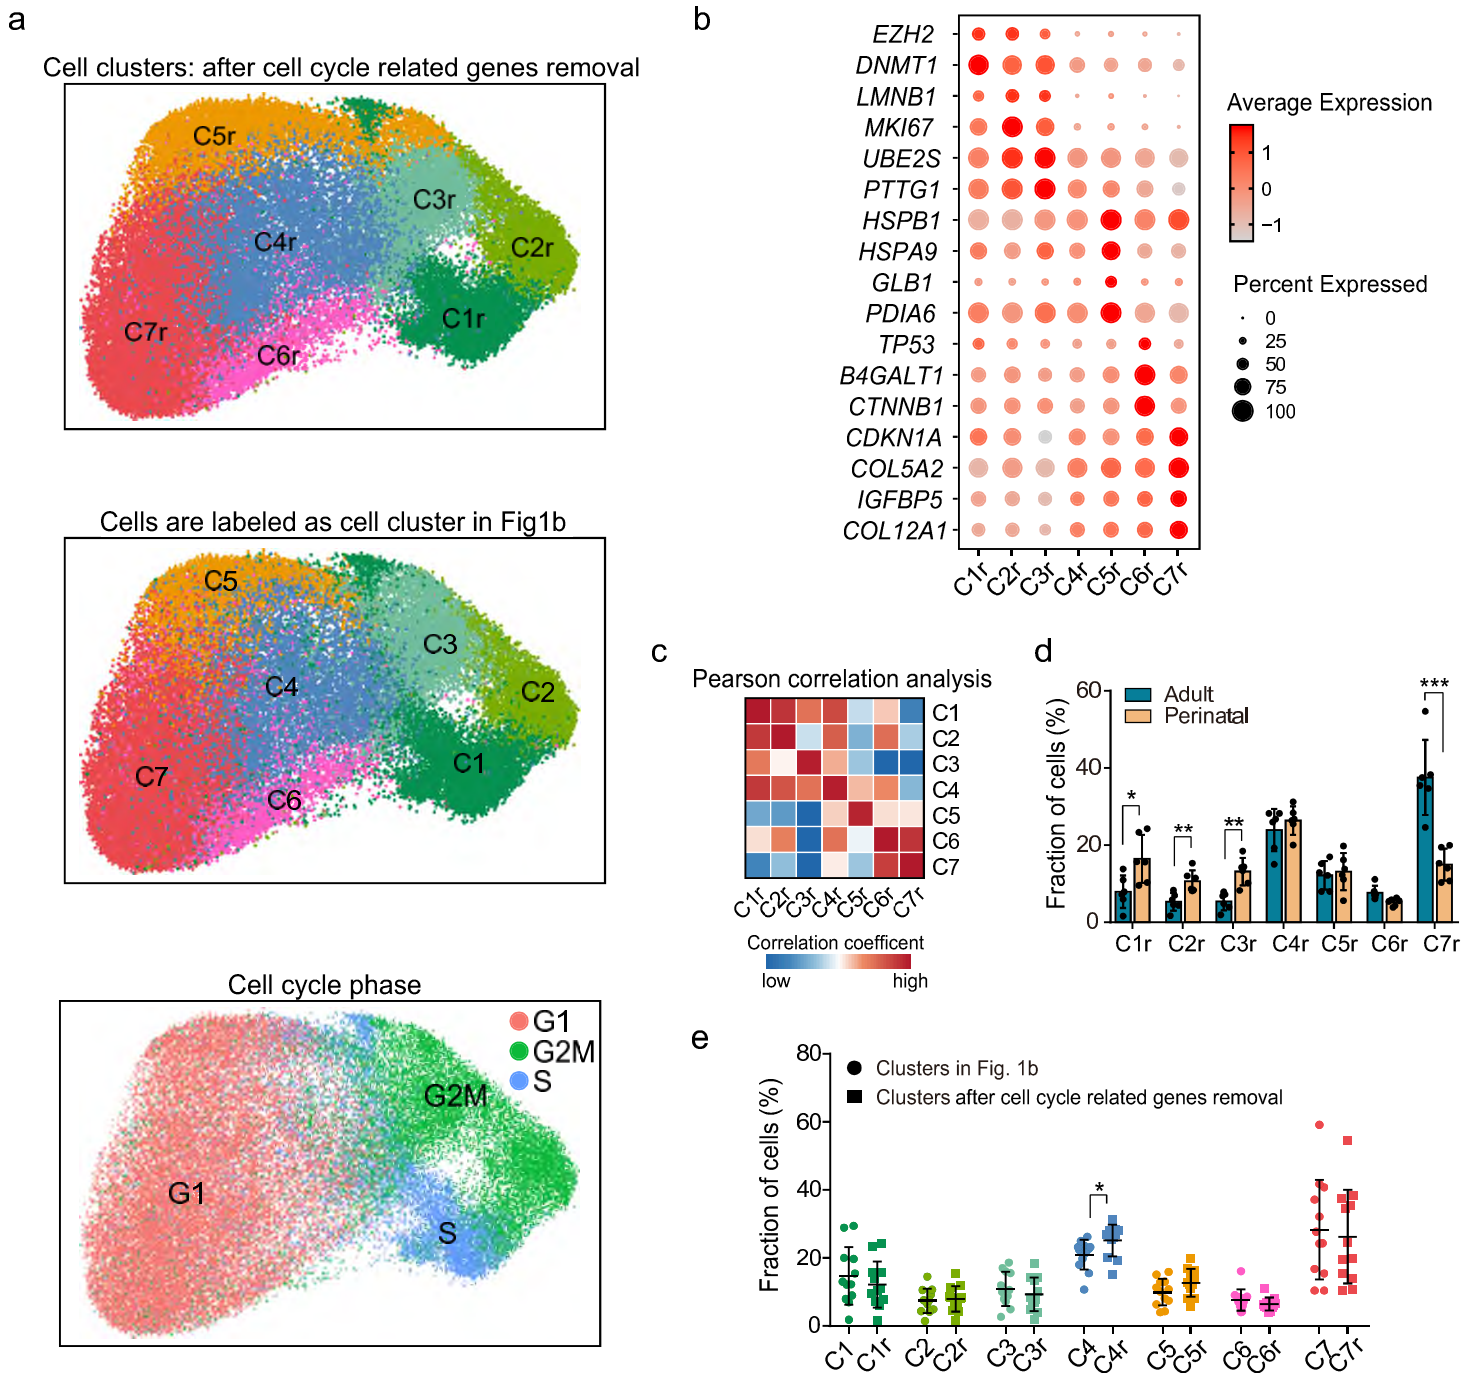 a
Cell clusters: after cell cycle related genes removal
C5r
C3r
C4r
C2r
C1r
C7r
C6r
Cells are labeled as cell cluster in Fig1b
C5
C3
C4
C2
C1
C7
C6
Cell cycle phase
G1
G2M
S
G2M
G1
S
b
EZH2
DNMT1
LMNB1
MKI67
UBE2S
PTTG1
HSPB1
HSPA9
GLB1
PDIA6
TP53
B4GALT1
CTNNB1
CDKN1A
COL5A2
IGFBP5
COL12A1
C1r C2r C3r C4r C5r C6r C7r
Average Expression
1
0
−1
Percent Expressed
0
25
50
75
100
c
Pearson correlation analysis
C1
C2
C3
C4
C5
C6
C7
C1r C2r C3r C4r C5r C6r C7r
Correlation coefficent
low high
d
Fraction of cells (%)
60
40
20
0
Adult
Perinatal
* ** ** ***
C1r C2r C3r C4r C5r C6r C7r
e
Fraction of cells (%)
80
60
40
20
0
Clusters in Fig. 1b
Clusters after cell cycle related genes removal
*
C1 C1r C2 C2r C3 C3r C4 C4r C5 C5r C6 C6r C7 C7r